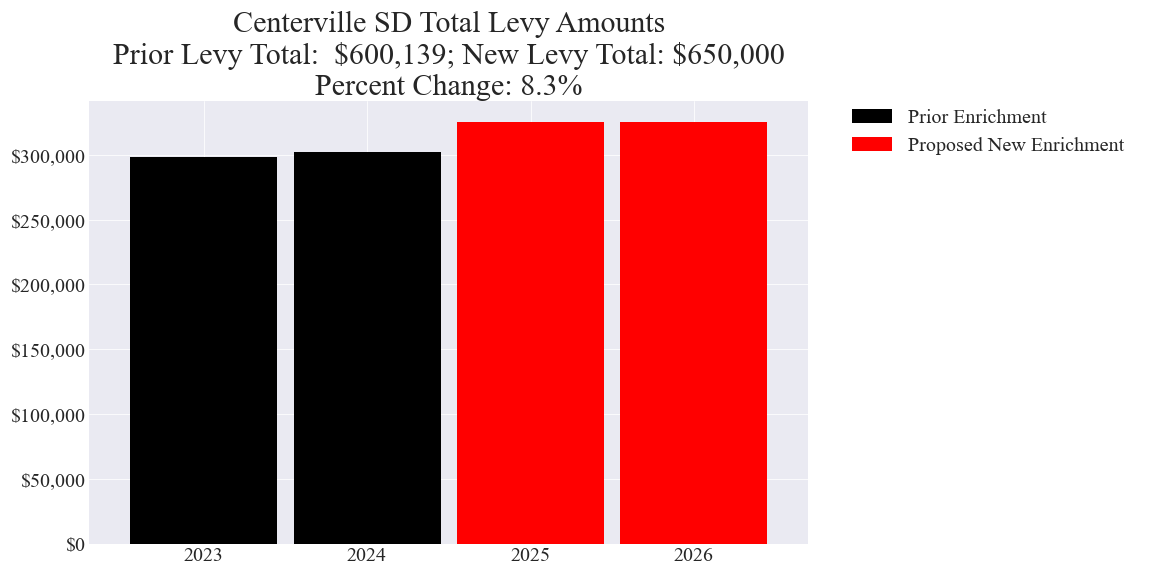 Centerville SD Total Levy Amounts
Prior Levy Total:  $600,139; New Levy Total: $650,000
Percent Change: 8.3%
Prior Enrichment
Proposed New Enrichment
$300,000
$250,000
$200,000
$150,000
$100,000
$50,000
$0
2023 2024 2025 2026